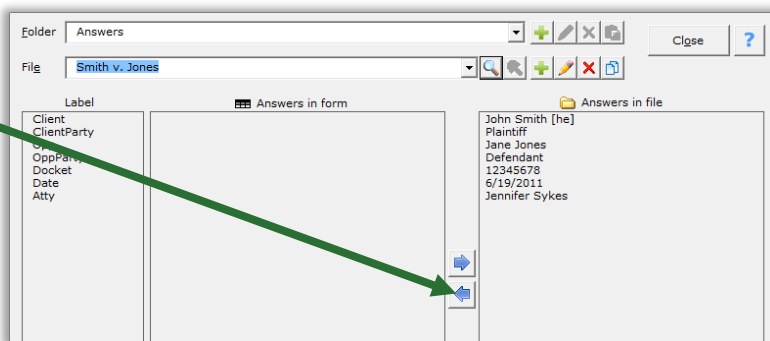 Folder Answers
Close ?
File Smith v. Jones
Label
Client
ClientParty
OppParty
Docket
Date
Atty
Answers in form
Answers in file
John Smith [he]
Plaintiff
Jane Jones
Defendant
12345678
6/19/2011
Jennifer Sykes